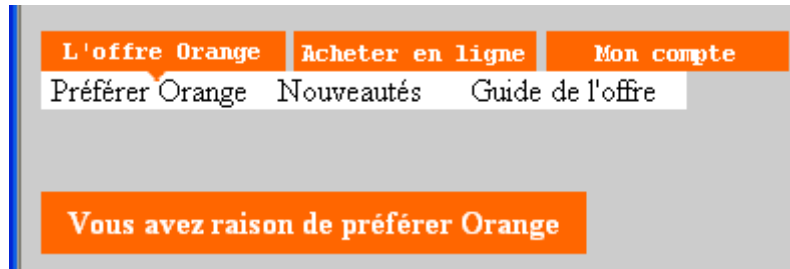 L'offre Orange Acheter en ligne Mon compte
Préférer Orange Nouveautés Guide de l'offre
Vous avez raison de préférer Orange